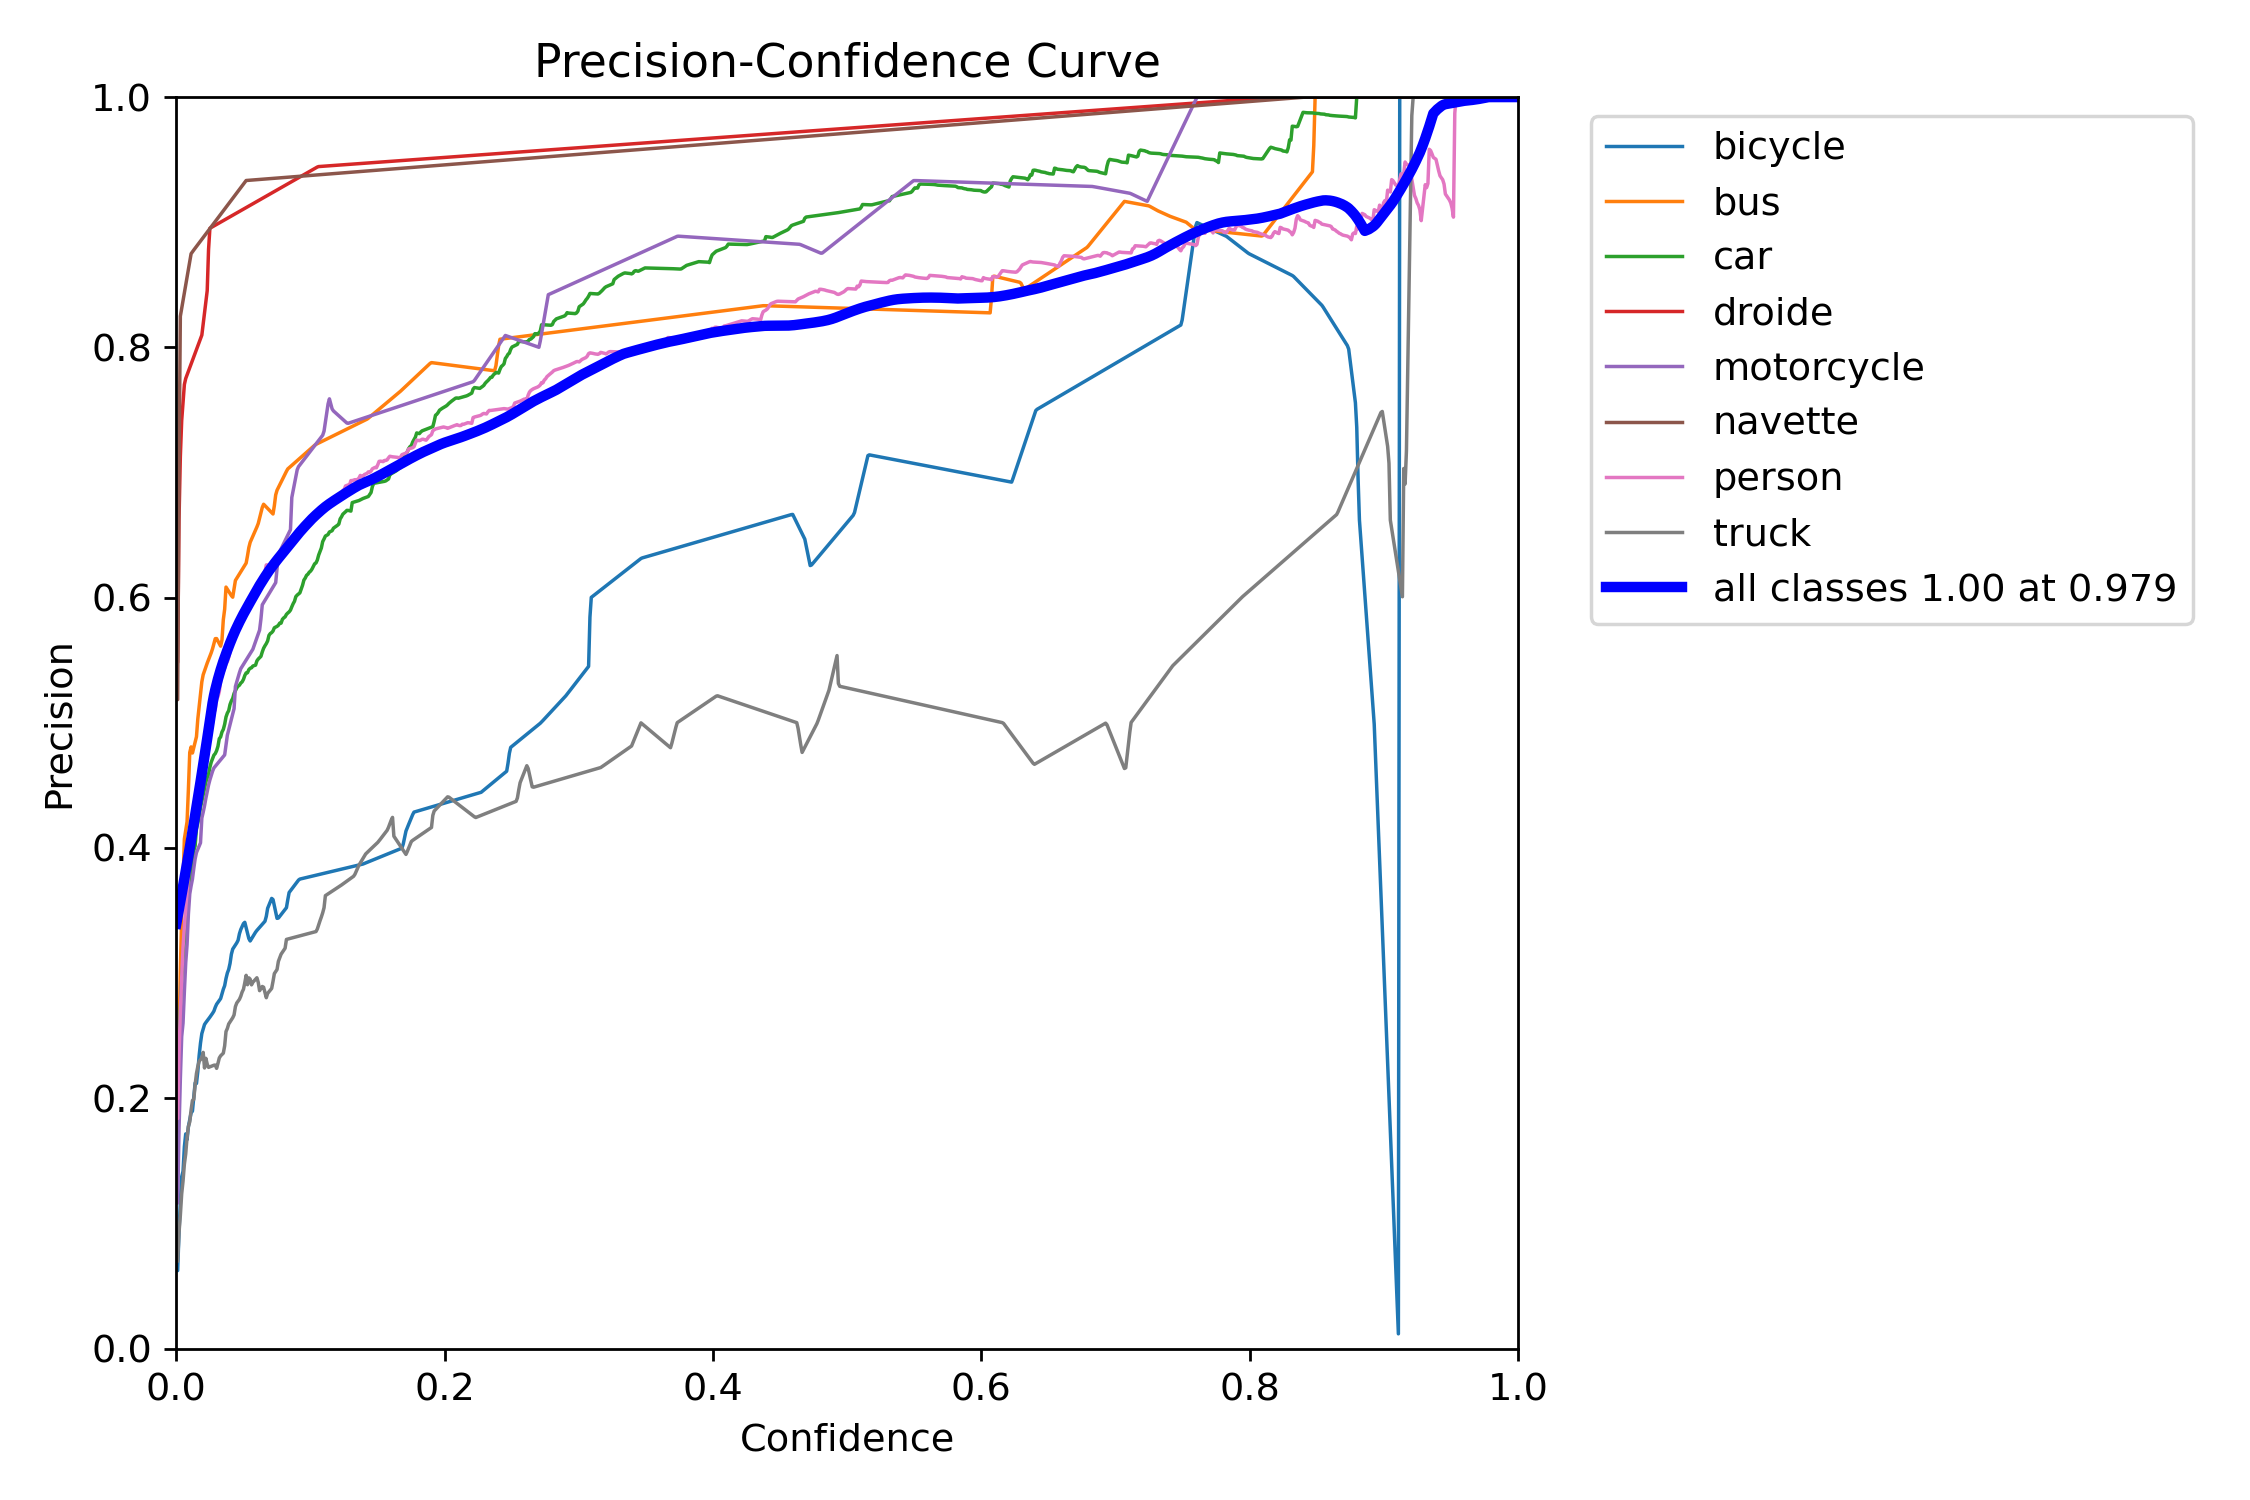 Precision-Confidence Curve
1.0
0.8
0.6
0.4
0.2
0.0
Precision
0.0 0.2 0.4 0.6 0.8 1.0
Confidence
bicycle
bus
car
droide
motorcycle
navette
person
truck
all classes 1.00 at 0.979